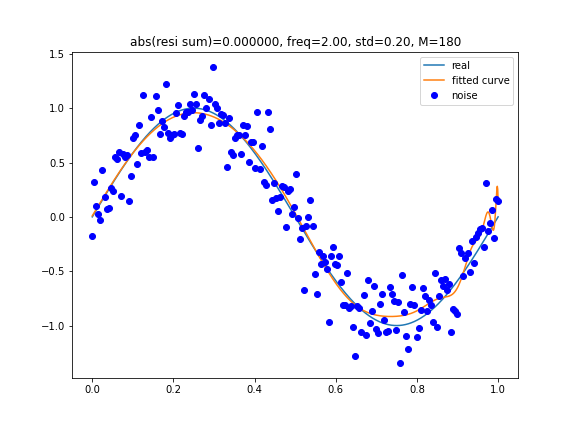 abs(resi sum)=0.000000, freq=2.00, std=0.20, M=180
real
fitted curve
noise
1.5
1.0
0.5
0.0
−0.5
−1.0
0.0 0.2 0.4 0.6 0.8 1.0